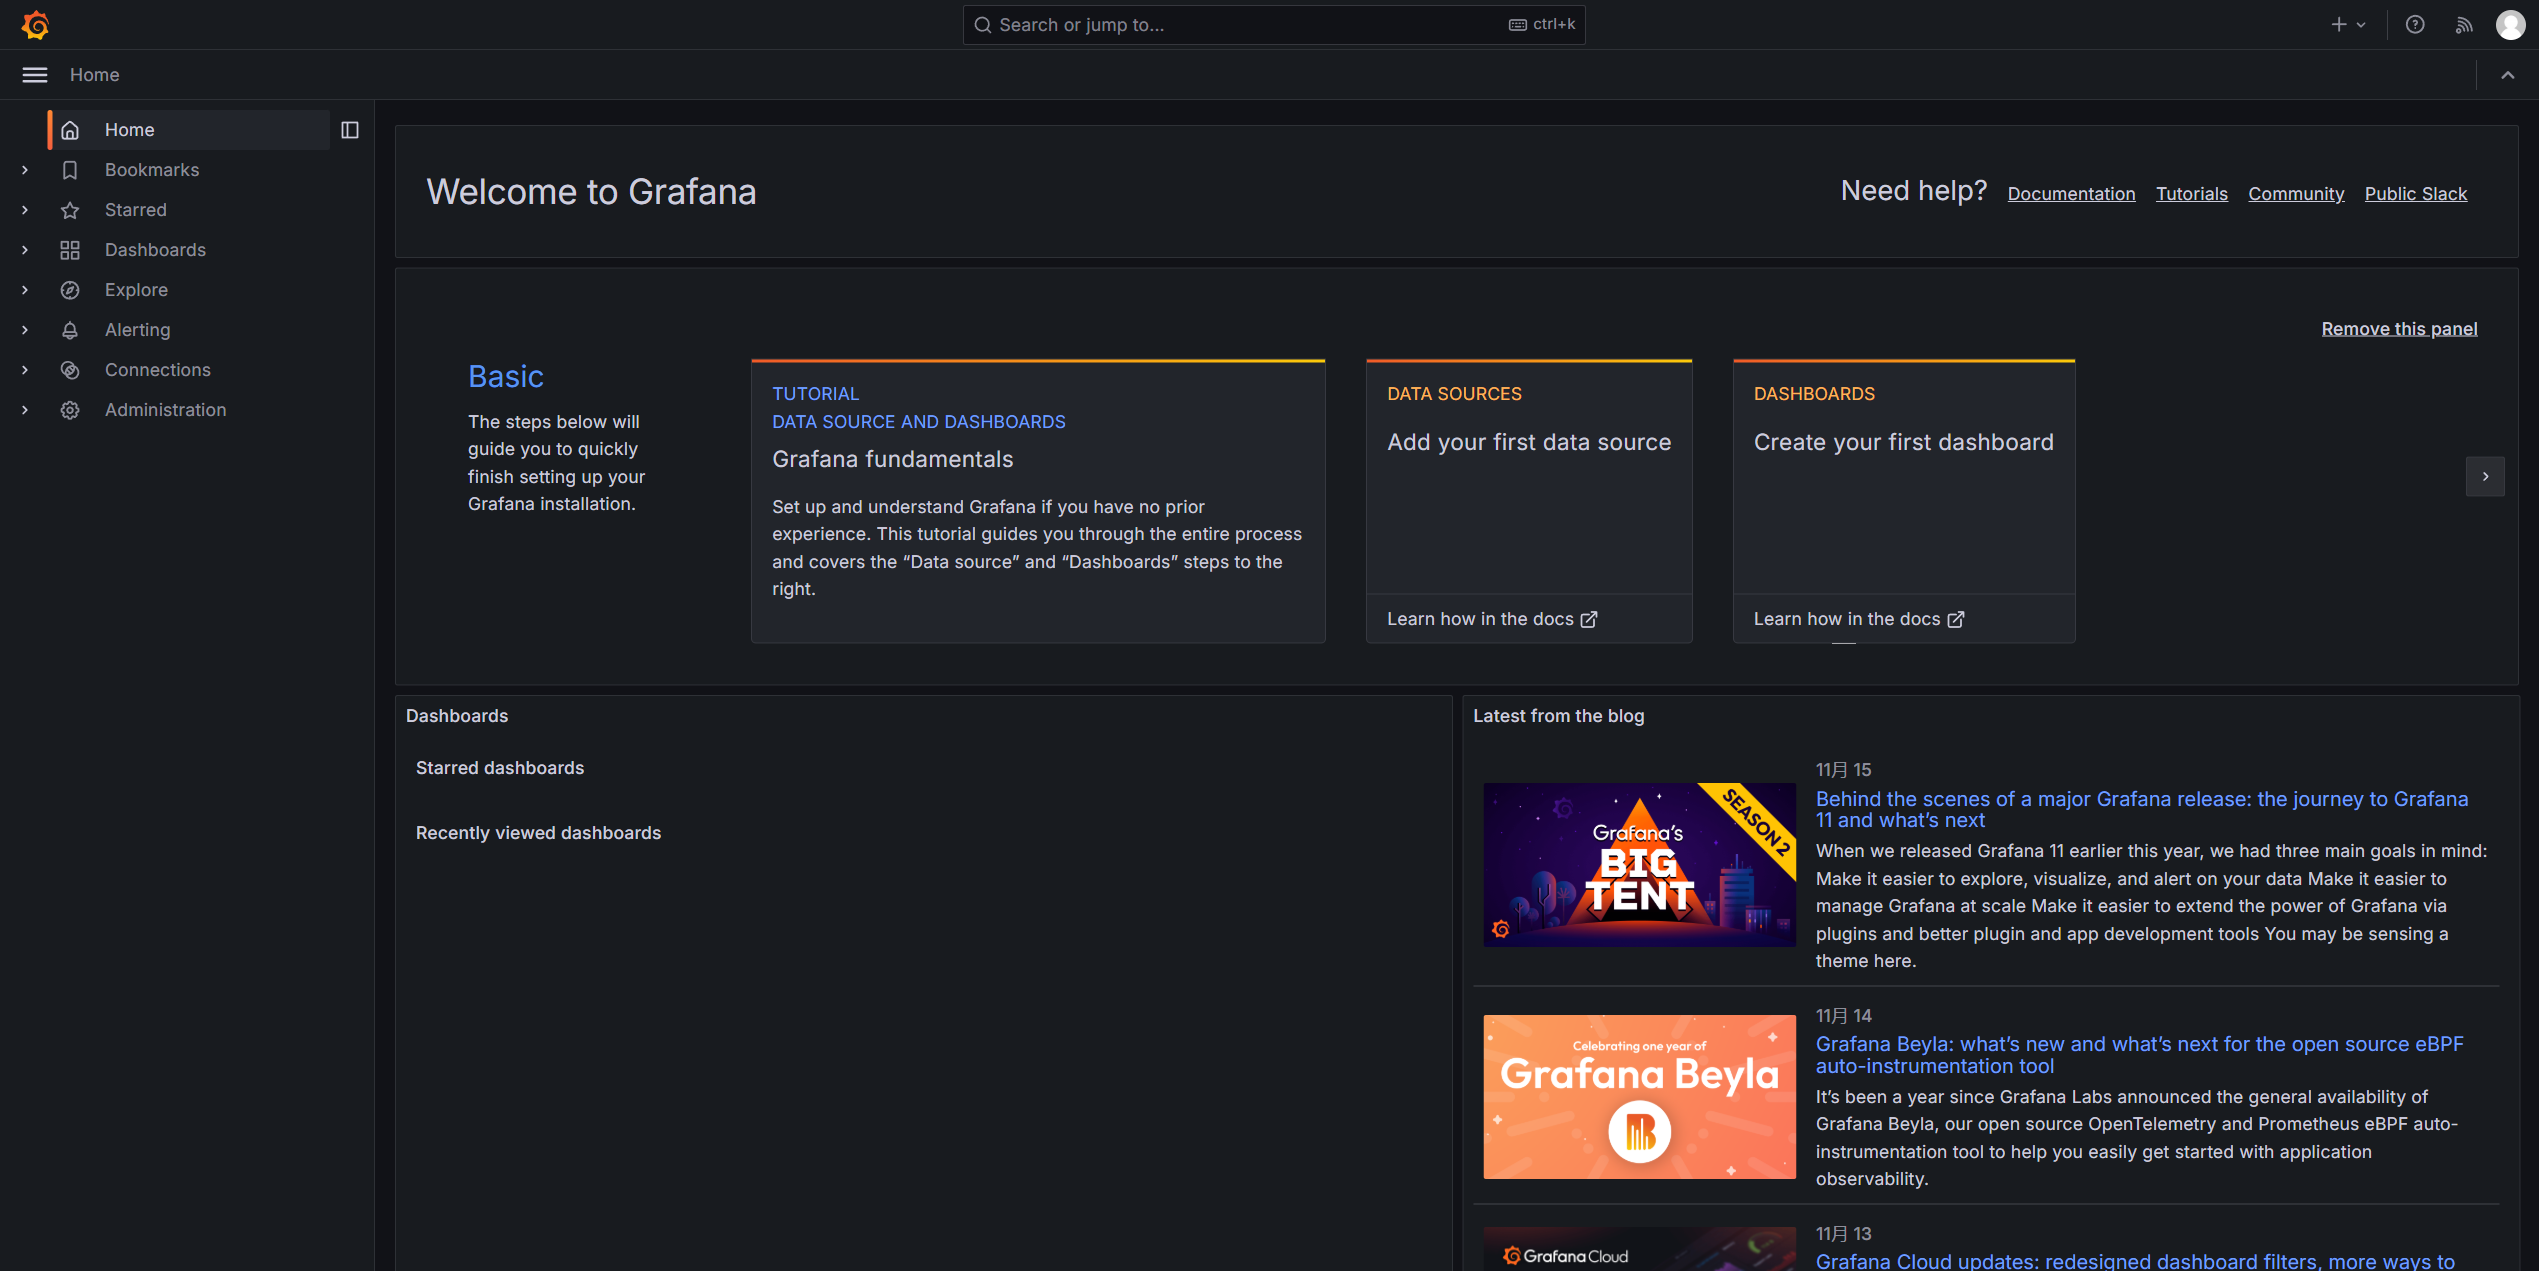 Search or jump to...
ctrl+k
Home
Home
Bookmarks
Starred
Dashboards
Explore
Alerting
Connections
Administration
Welcome to Grafana
Need help?
Documentation
Tutorials
Community
Public Slack
Remove this panel
Basic
The steps below will
guide you to quickly
finish setting up your
Grafana installation.
TUTORIAL
DATA SOURCE AND DASHBOARDS
Grafana fundamentals
Set up and understand Grafana if you have no prior
experience. This tutorial guides you through the entire process
and covers the “Data source” and “Dashboards” steps to the
right.
DATA SOURCES
Add your first data source
Learn how in the docs
DASHBOARDS
Create your first dashboard
Learn how in the docs
Dashboards
Starred dashboards
Recently viewed dashboards
Latest from the blog
SEASON 2
Grafana’s
BIG
TENT
11月 15
Behind the scenes of a major Grafana release: the journey to Grafana
11 and what’s next
When we released Grafana 11 earlier this year, we had three main goals in mind:
Make it easier to explore, visualize, and alert on your data Make it easier to
manage Grafana at scale Make it easier to extend the power of Grafana via
plugins and better plugin and app development tools You may be sensing a
theme here.
Celebrating one year of
Grafana Beyla
11月 14
Grafana Beyla: what’s new and what’s next for the open source eBPF
auto-instrumentation tool
It’s been a year since Grafana Labs announced the general availability of
Grafana Beyla, our open source OpenTelemetry and Prometheus eBPF auto-
instrumentation tool to help you easily get started with application
observability.
Grafana Cloud
11月 13
Grafana Cloud updates: redesigned dashboard filters, more ways to